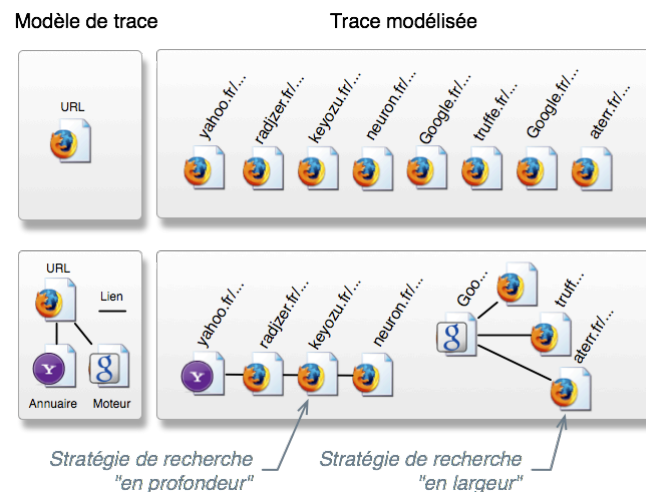 Modèle de trace
Trace modélisée
URL
yahoo.fr/...
radjzer.fr/...
keyozu.fr/...
neuron.fr/...
Google.fr/...
truffe.fr/...
Google.fr/...
aterr.fr/...
URL
Lien
Y
g
Annuaire
Moteur
yahoo.fr/...
radjzer.fr/...
keyozu.fr/...
neuron.fr/...
Y
Goo...
g
truff...
aterr.fr/...
Stratégie de recherche
"en profondeur"
Stratégie de recherche
"en largeur"